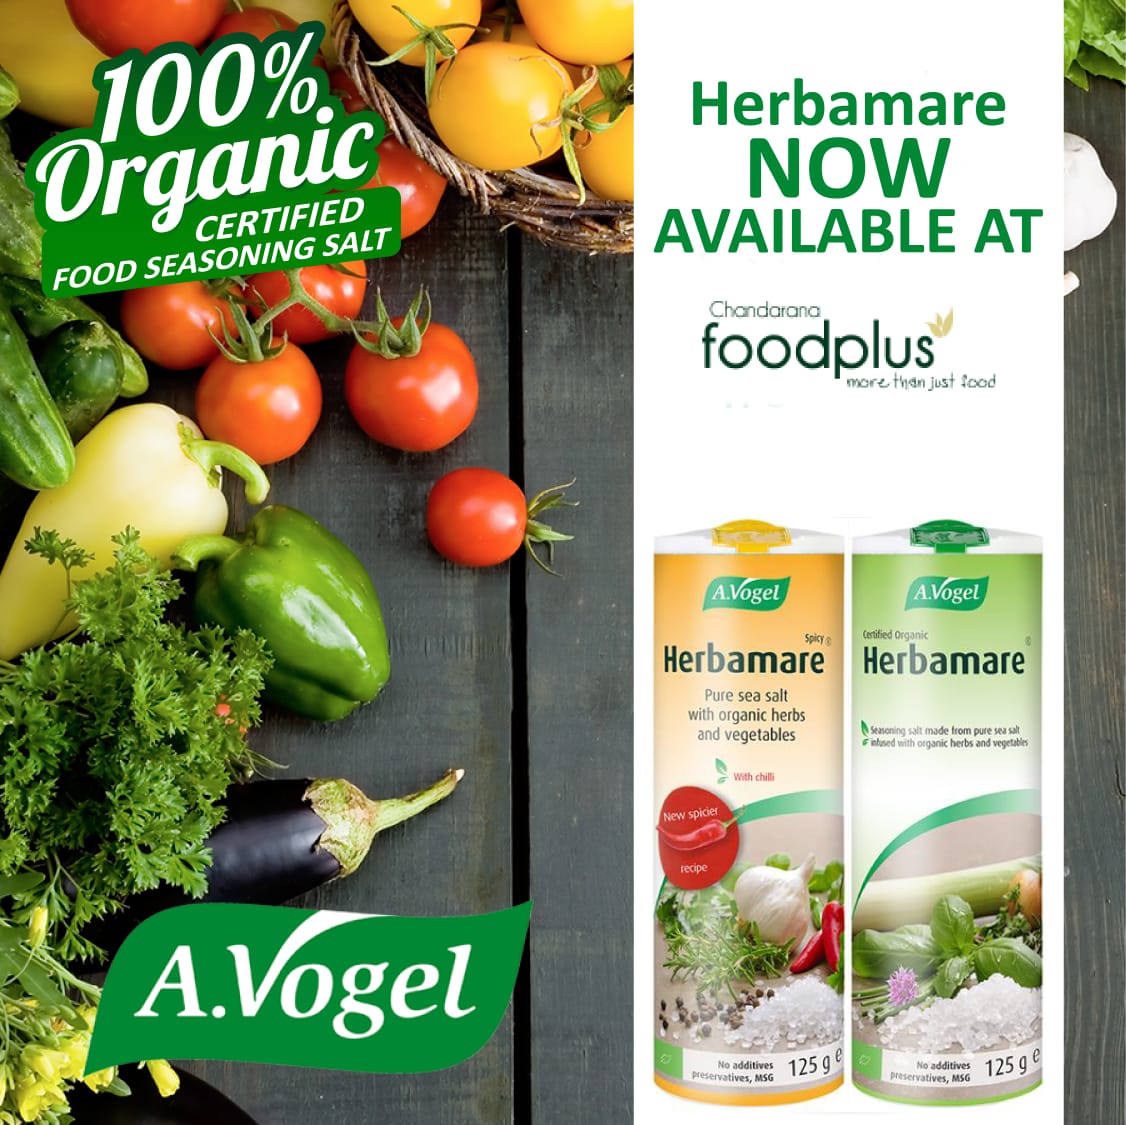 100%
Organic
CERTIFIED
FOOD SEASONING SALT
Herbamare
NOW
AVAILABLE AT
Chandarana
foodplus
more than just food
A.Vogel
Spicy
Herbamare®
Pure sea salt
with organic herbs
and vegetables
With chilli
New spicier
recipe
No additives
preservatives, MSG
125 g e
A.Vogel
Certified Organic
Herbamare®
Seasoning salt made from pure sea salt
infused with organic herbs and vegetables
No additives
preservatives, MSG
125 g e
A.Vogel